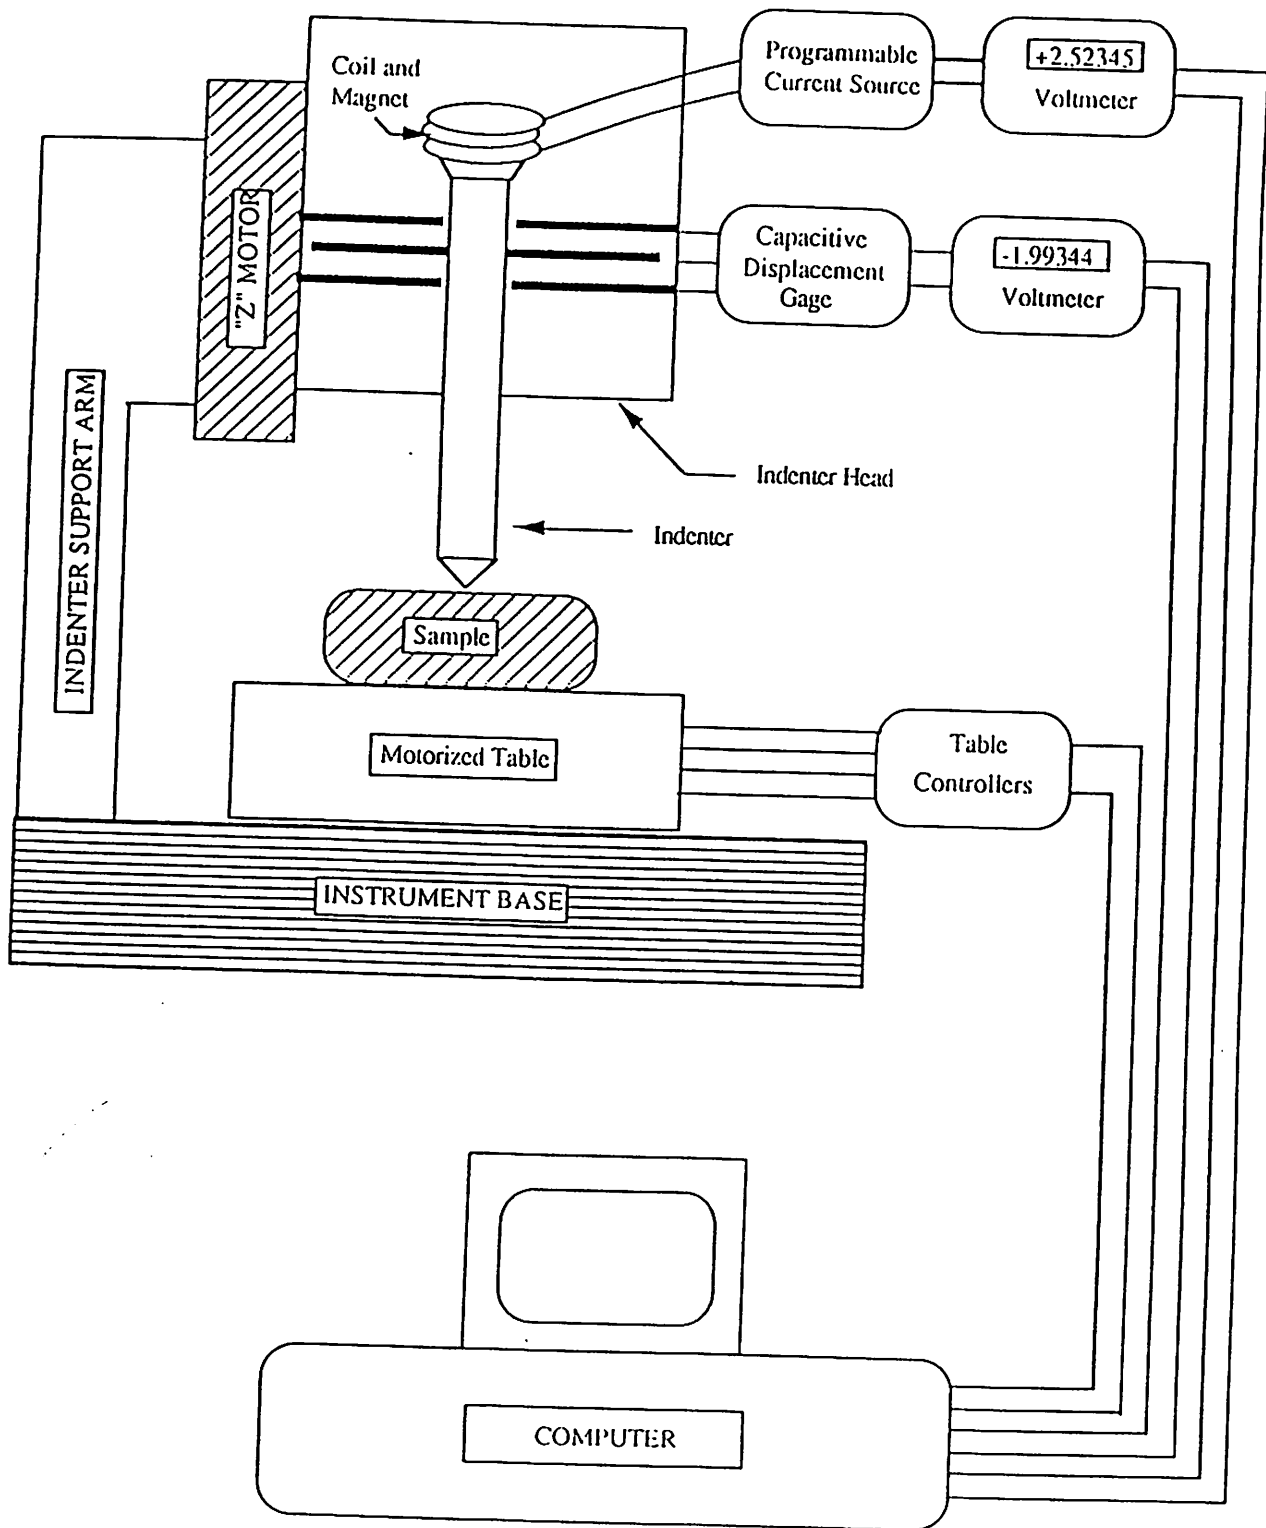 Coil and
Magnet
Programmable
Current Source
+2.52345
Voltmeter
"Z" MOTOR
Capacitive
Displacement
Gage
-1.99344
Voltmeter
INDENTER SUPPORT ARM
Indenter Head
Indenter
Sample
Motorized Table
Table
Controllers
INSTRUMENT BASE
COMPUTER